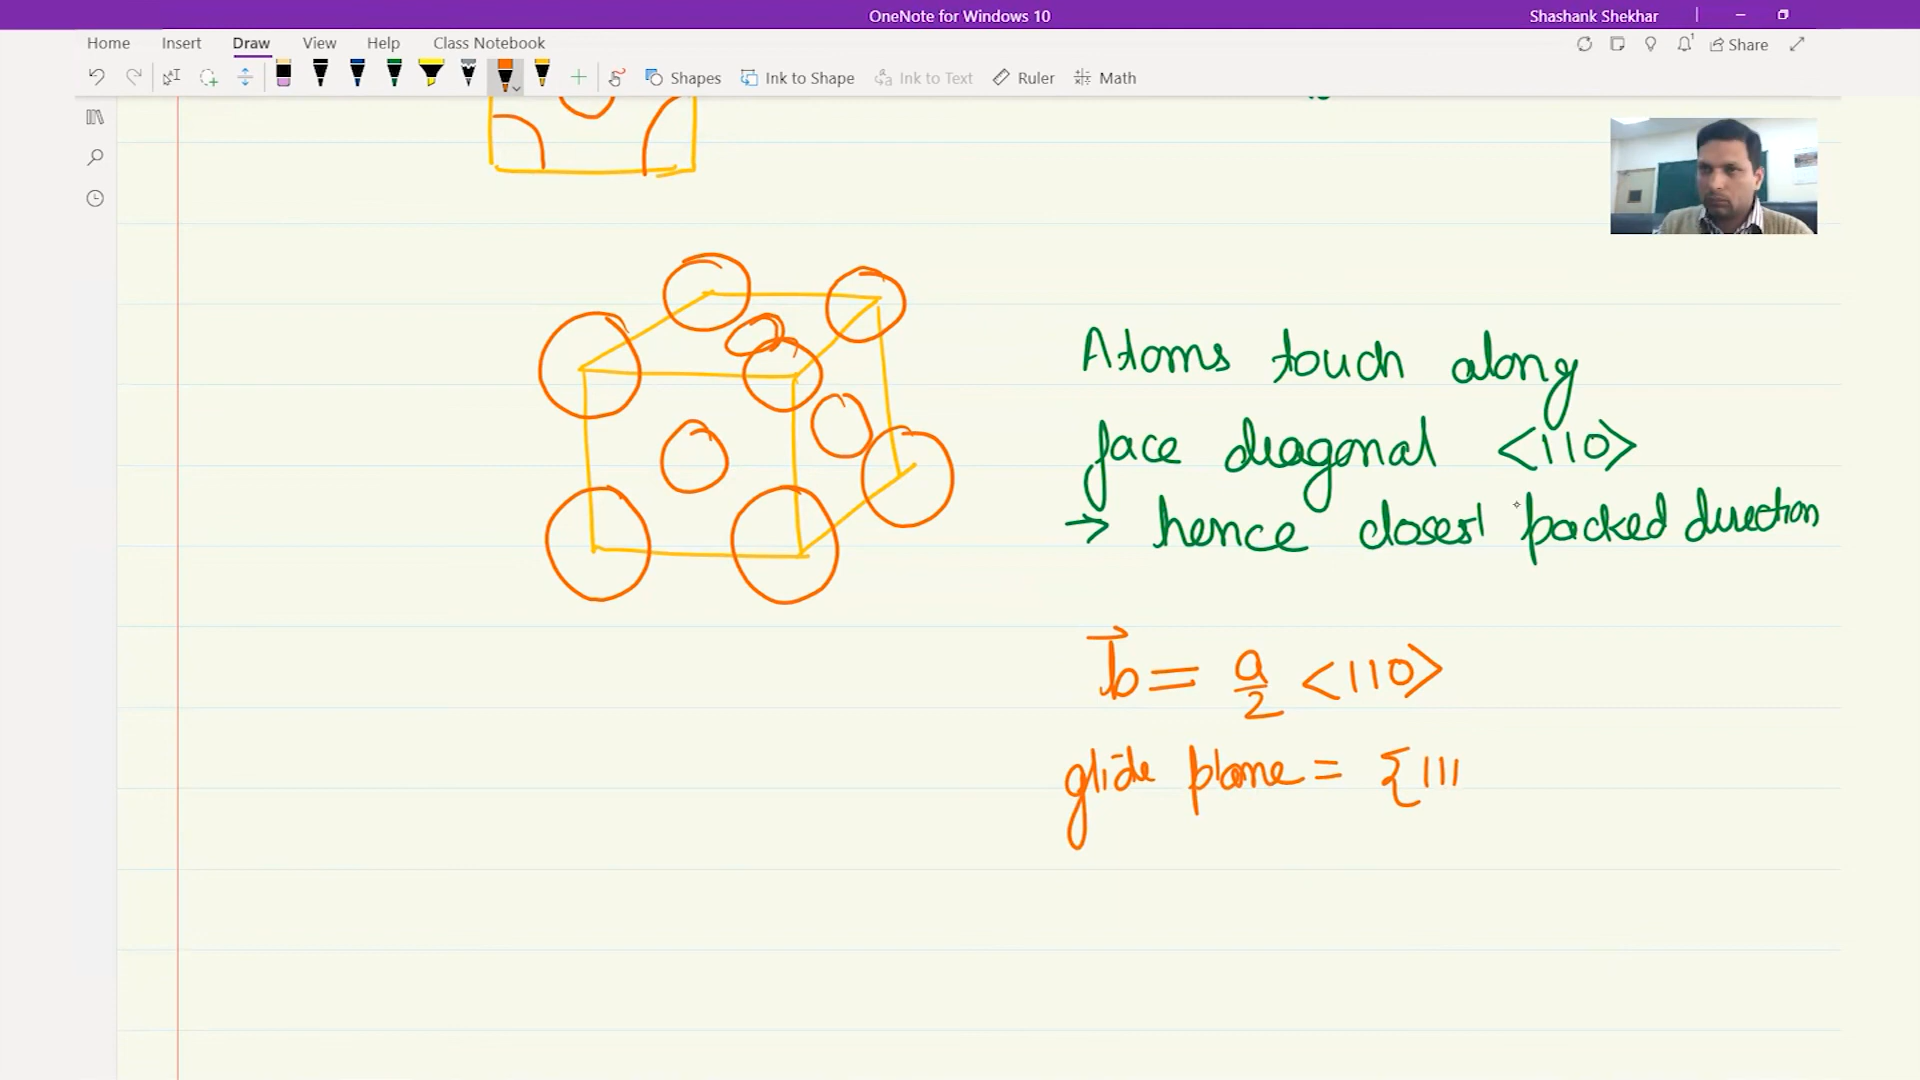 OneNote for Windows 10
Shashank Shekhar
Home Insert Draw View Help Class Notebook
Share
Shapes Ink to Shape Ink to Text Ruler Math
Atoms touch along
face diagonal <110>
→ hence closest packed direction
b⃗ = a/2 <110>
glide plane = {111